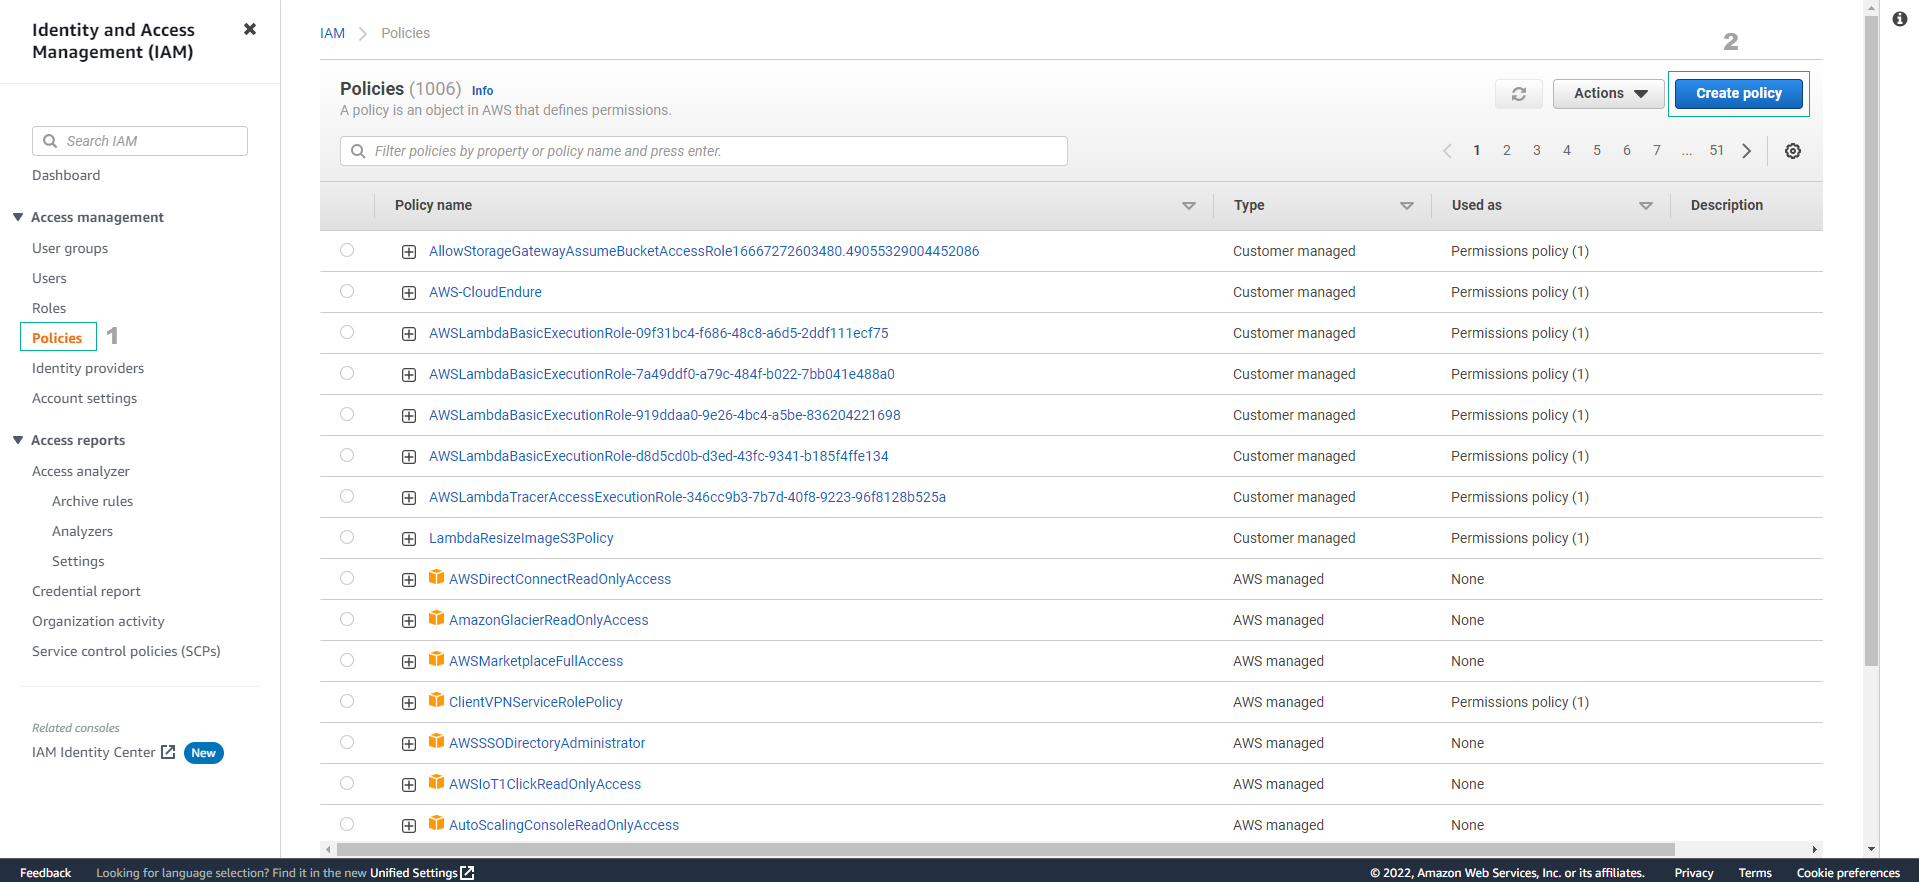 Identity and Access
Management (IAM)
Search IAM
Dashboard
Access management
User groups
Users
Roles
Policies
1
Identity providers
Account settings
Access reports
Access analyzer
Archive rules
Analyzers
Settings
Credential report
Organization activity
Service control policies (SCPs)
Related consoles
IAM Identity Center New
IAM Policies
2
Policies (1006) Info
A policy is an object in AWS that defines permissions.
Actions Create policy
Filter policies by property or policy name and press enter.
1 2 3 4 5 6 7 ... 51
Policy name Type Used as Description
AllowStorageGatewayAssumeBucketAccessRole16667272603480.49055329004452086 Customer managed Permissions policy (1)
AWS-CloudEndure Customer managed Permissions policy (1)
AWSLambdaBasicExecutionRole-09f31bc4-f686-48c8-a6d5-2ddf111ecf75 Customer managed Permissions policy (1)
AWSLambdaBasicExecutionRole-7a49ddf0-a79c-484f-b022-7bb041e488a0 Customer managed Permissions policy (1)
AWSLambdaBasicExecutionRole-919ddaa0-9e26-4bc4-a5be-836204221698 Customer managed Permissions policy (1)
AWSLambdaBasicExecutionRole-d8d5cd0b-d3ed-43fc-9341-b185f4ffe134 Customer managed Permissions policy (1)
AWSLambdaTracerAccessExecutionRole-346cc9b3-7b7d-40f8-9223-96f8128b525a Customer managed Permissions policy (1)
LambdaResizeImageS3Policy Customer managed Permissions policy (1)
AWSDirectConnectReadOnlyAccess AWS managed None
AmazonGlacierReadOnlyAccess AWS managed None
AWSMarketplaceFullAccess AWS managed None
ClientVPNServiceRolePolicy AWS managed Permissions policy (1)
AWSSSODirectoryAdministrator AWS managed None
AWSIoT1ClickReadOnlyAccess AWS managed None
AutoScalingConsoleReadOnlyAccess AWS managed None
Feedback Looking for language selection? Find it in the new Unified Settings © 2022, Amazon Web Services, Inc. or its affiliates. Privacy Terms Cookie preferences